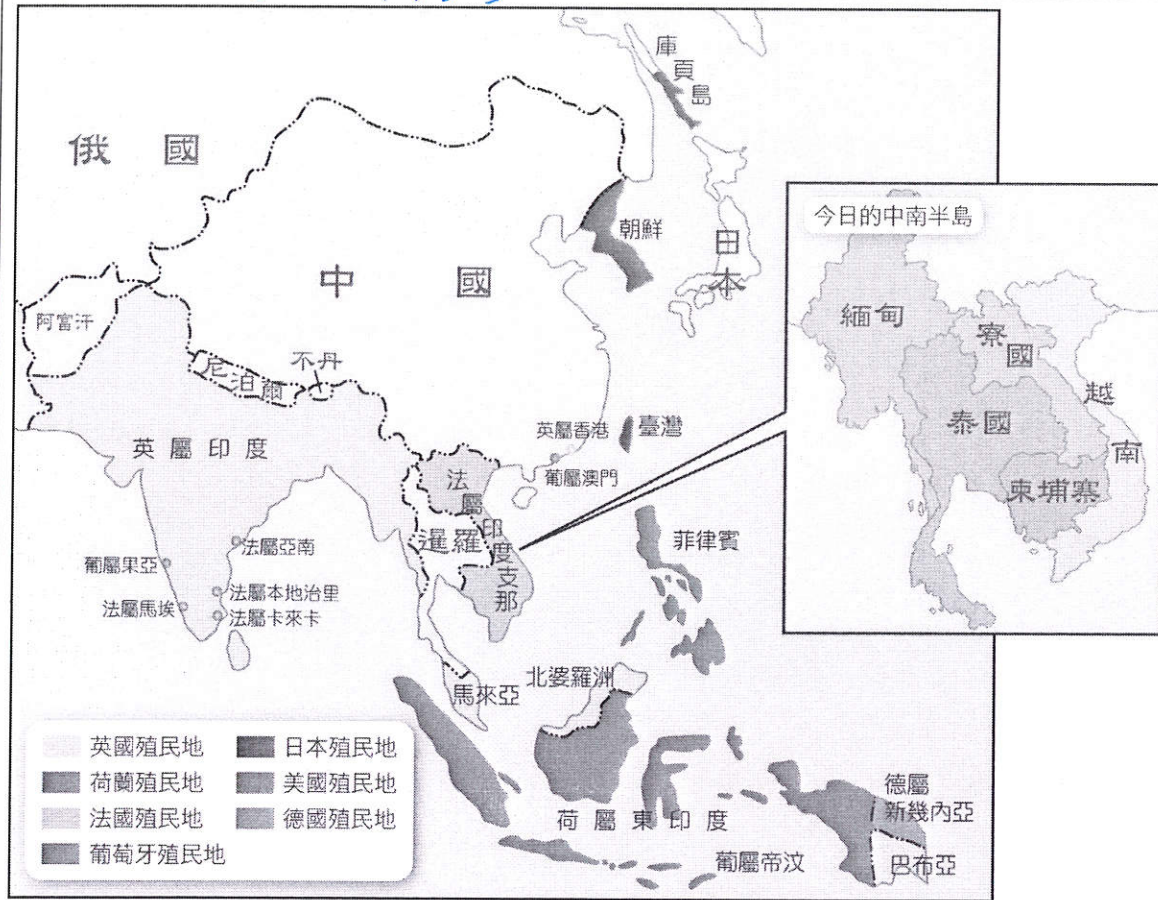 庫頁島
俄國
朝鮮
日本
中國
阿富汗
尼泊爾
不丹
英屬印度
英屬香港
臺灣
葡屬澳門
法屬印度支那
暹羅
菲律賓
葡屬果亞
法屬亞南
法屬馬埃
法屬本地治里
法屬卡來卡
馬來亞
北婆羅洲
荷屬東印度
德屬
新幾內亞
葡屬帝汶
巴布亞
今日的中南半島
緬甸
寮國
越南
泰國
柬埔寨
英國殖民地
日本殖民地
荷蘭殖民地
美國殖民地
法國殖民地
德國殖民地
葡萄牙殖民地